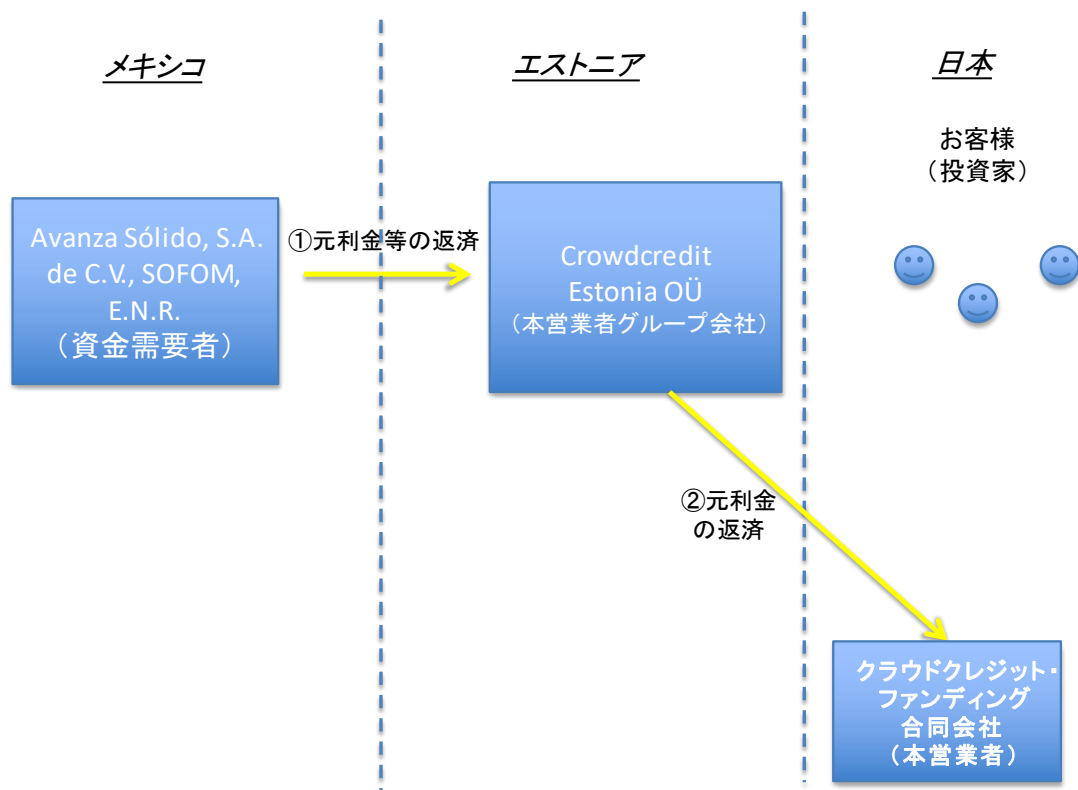 メキシコ
エストニア
日本
お客様
（投資家）
Avanza Sólido, S.A.
de C.V., SOFOM,
E.N.R.
（資金需要者）
①元利金等の返済
Crowdcredit
Estonia OÜ
（本営業者グループ会社）
②元利金
の返済
クラウドクレジット・
ファンディング
合同会社
（本営業者）